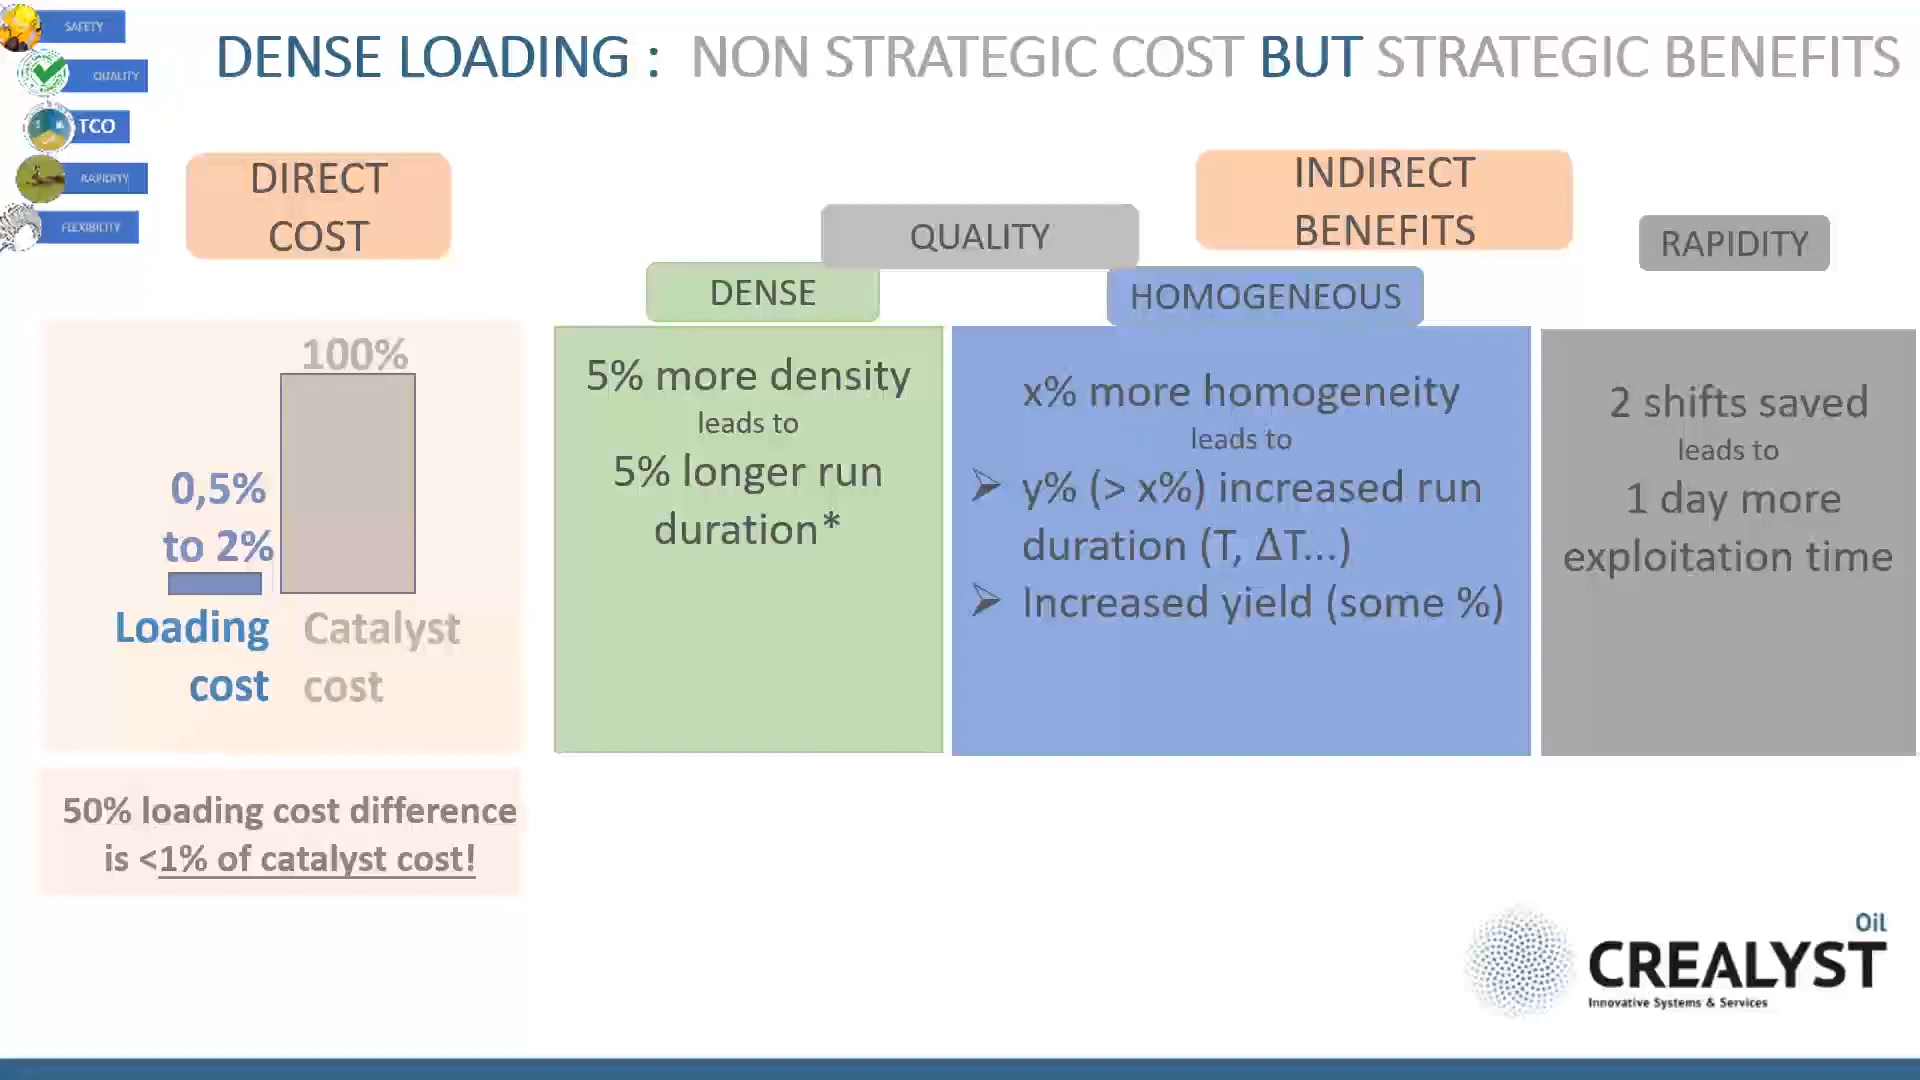 SAFETY
QUALITY
TCO
RAPIDITY
FLEXIBILITY
DENSE LOADING : NON STRATEGIC COST BUT STRATEGIC BENEFITS
DIRECT
COST
INDIRECT
BENEFITS
QUALITY
RAPIDITY
DENSE
HOMOGENEOUS
100%
0,5%
to 2%
Loading
cost
Catalyst
cost
50% loading cost difference
is <1% of catalyst cost!
5% more density
leads to
5% longer run
duration*
x% more homogeneity
leads to
➢ y% (> x%) increased run
duration (T, ΔT...)
➢ Increased yield (some %)
2 shifts saved
leads to
1 day more
exploitation time
Oil
CREALYST
Innovative Systems & Services